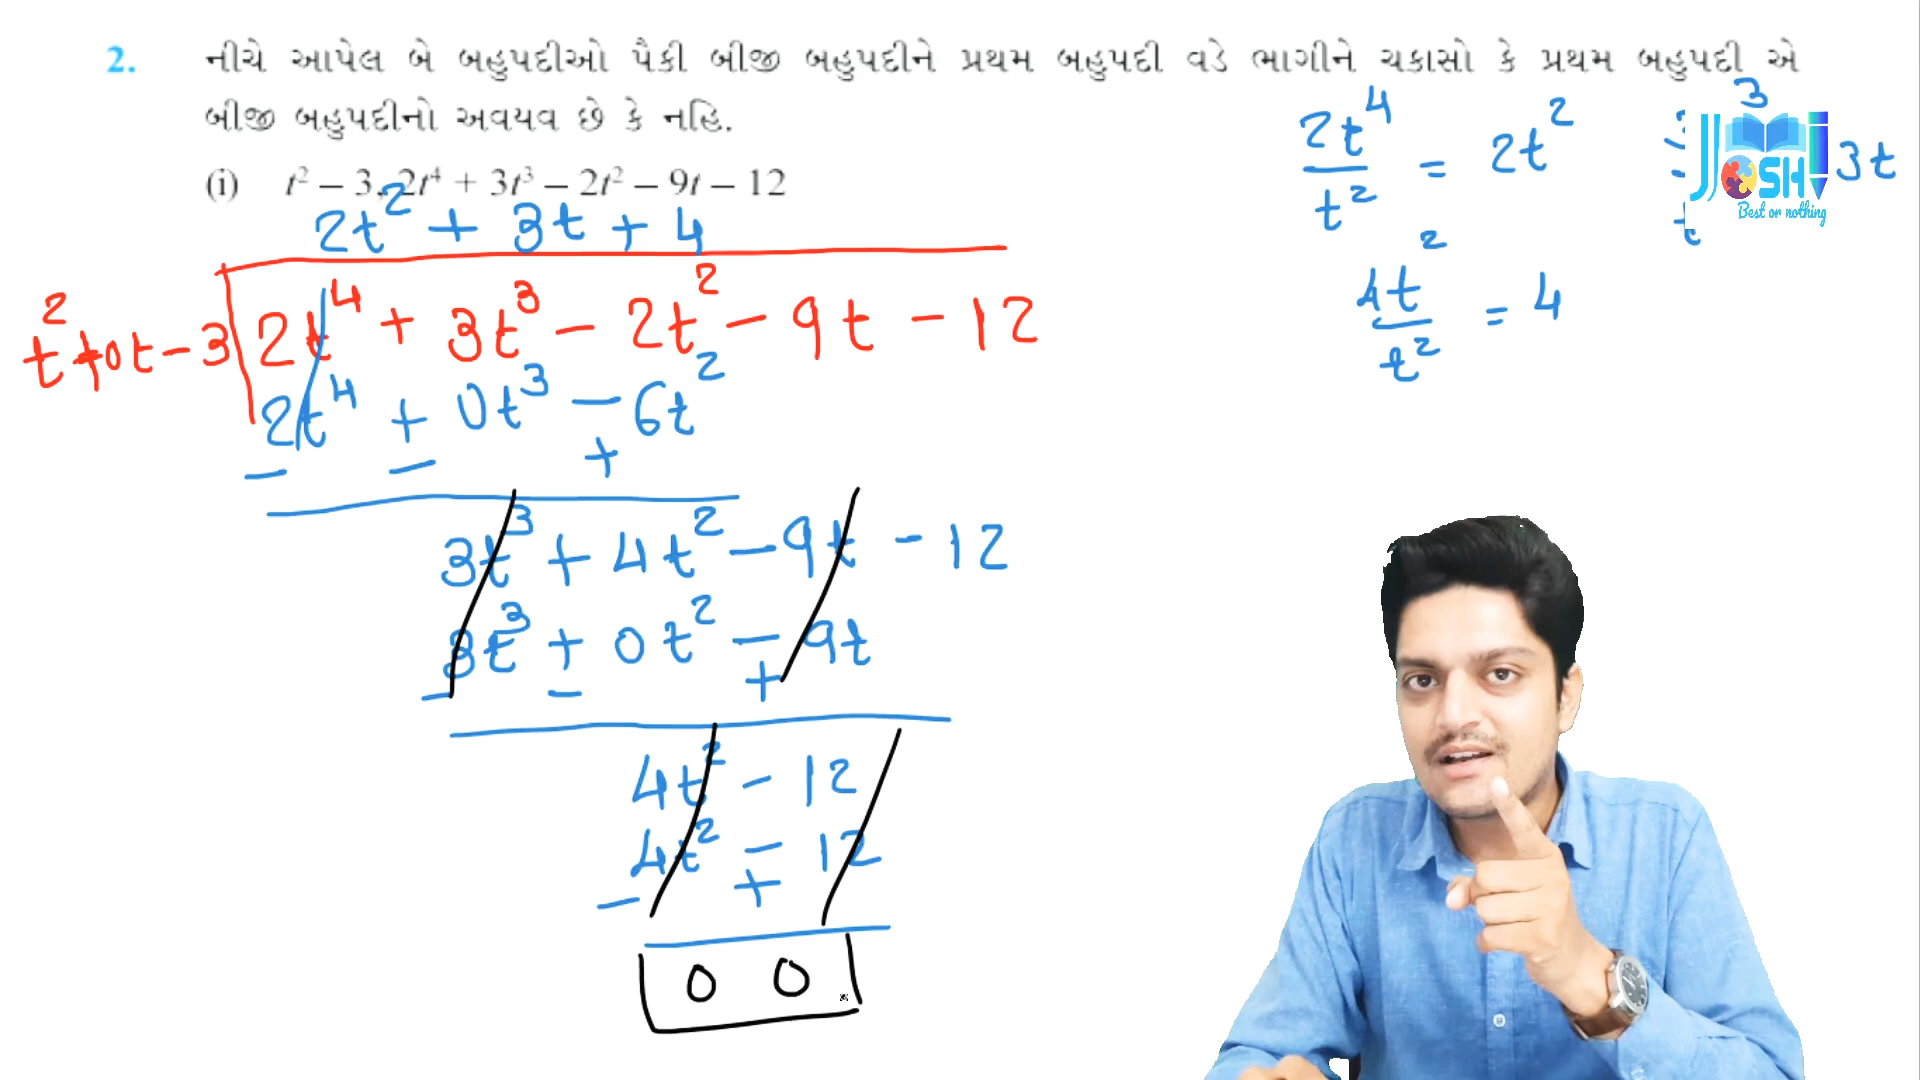 2. નીચે આપેલ બે બહુપદીઓ પૈકી બીજી બહુપદીને પ્રથમ બહુપદી વડે ભાગીને ચકાસો કે પ્રથમ બહુપદી એ
બીજી બહુપદીનો અવયવ છે કે નહિ.
(i) t² – 3, 2t⁴ + 3t³ – 2t² – 9t – 12
2t² + 3t + 4
t² + 0t - 3 2t⁴ + 3t³ - 2t² - 9t - 12
2t⁴ + 0t³ - 6t²
- - +
3t³ + 4t² - 9t - 12
3t³ + 0t² - 9t
- - +
4t² - 12
4t² - 12
- +
0 0
2t⁴/t² = 2t²
3t
4t²/t² = 4
JOSH
Best or nothing